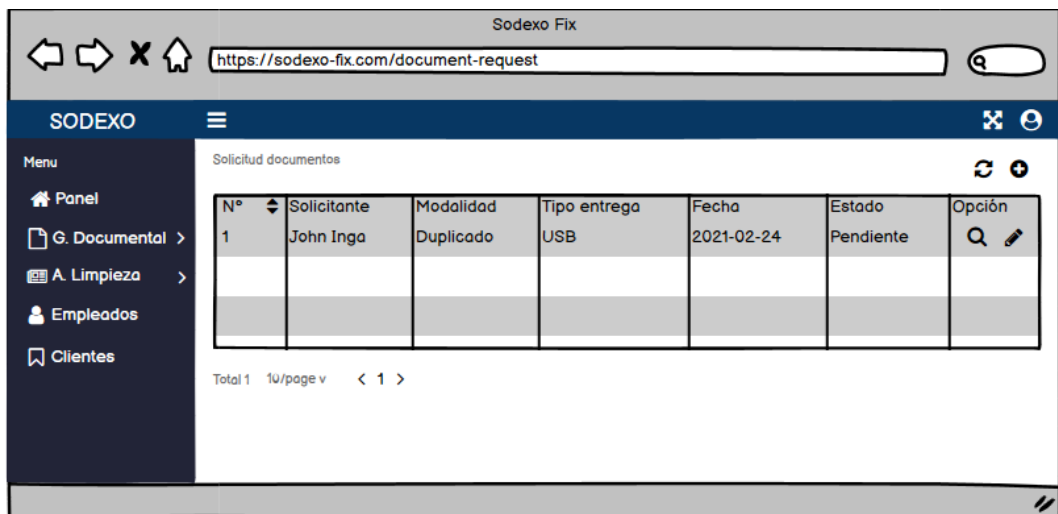 Sodexo Fix
https://sodexo-fix.com/document-request
SODEXO
Menu
Panel
G. Documental >
A. Limpieza >
Empleados
Clientes
Solicitud documentos
N° Solicitante Modalidad Tipo entrega Fecha Estado Opción
1 John Inga Duplicado USB 2021-02-24 Pendiente
Total 1 10/page v < 1 >